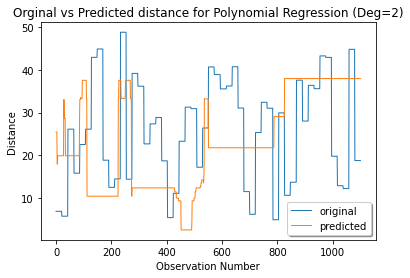 Orginal vs Predicted distance for Polynomial Regression (Deg=2)
50
40
30
20
10
Distance
0
200
400
600
800
1000
Observation Number
original
predicted